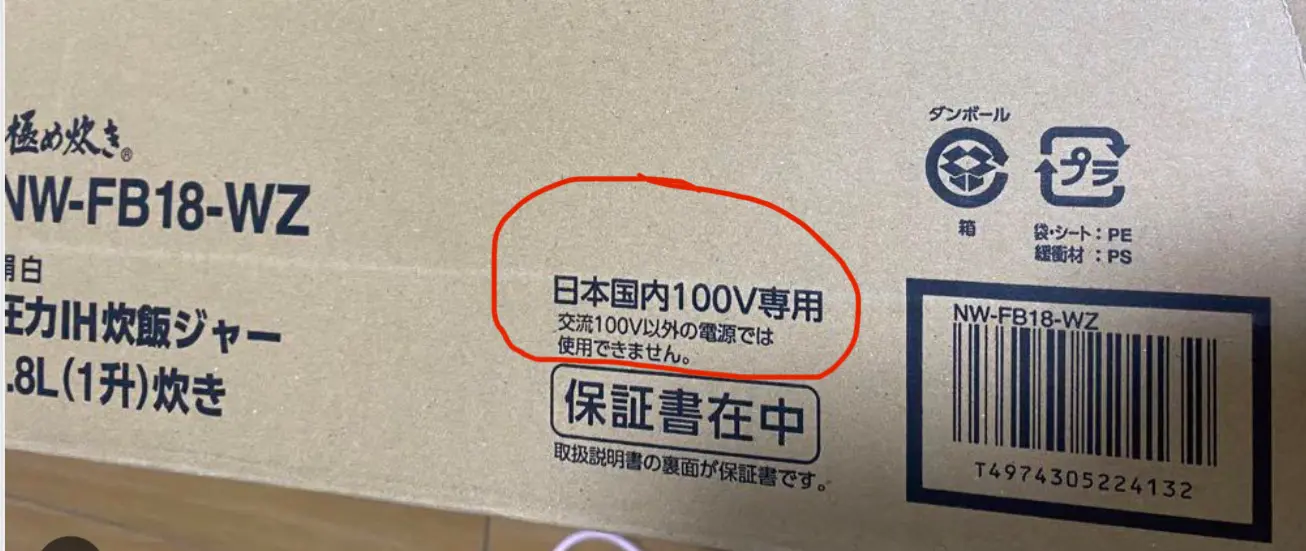 極め炊き®
NW-FB18-WZ
絹白
圧力IH炊飯ジャー
.8L(1升)炊き
日本国内100V専用
交流100V以外の電源では
使用できません。
保証書在中
取扱説明書の裏面が保証書です。
ダンボール
箱
プラ
袋・シート:PE
緩衝材 :PS
NW-FB18-WZ
T4974305224132